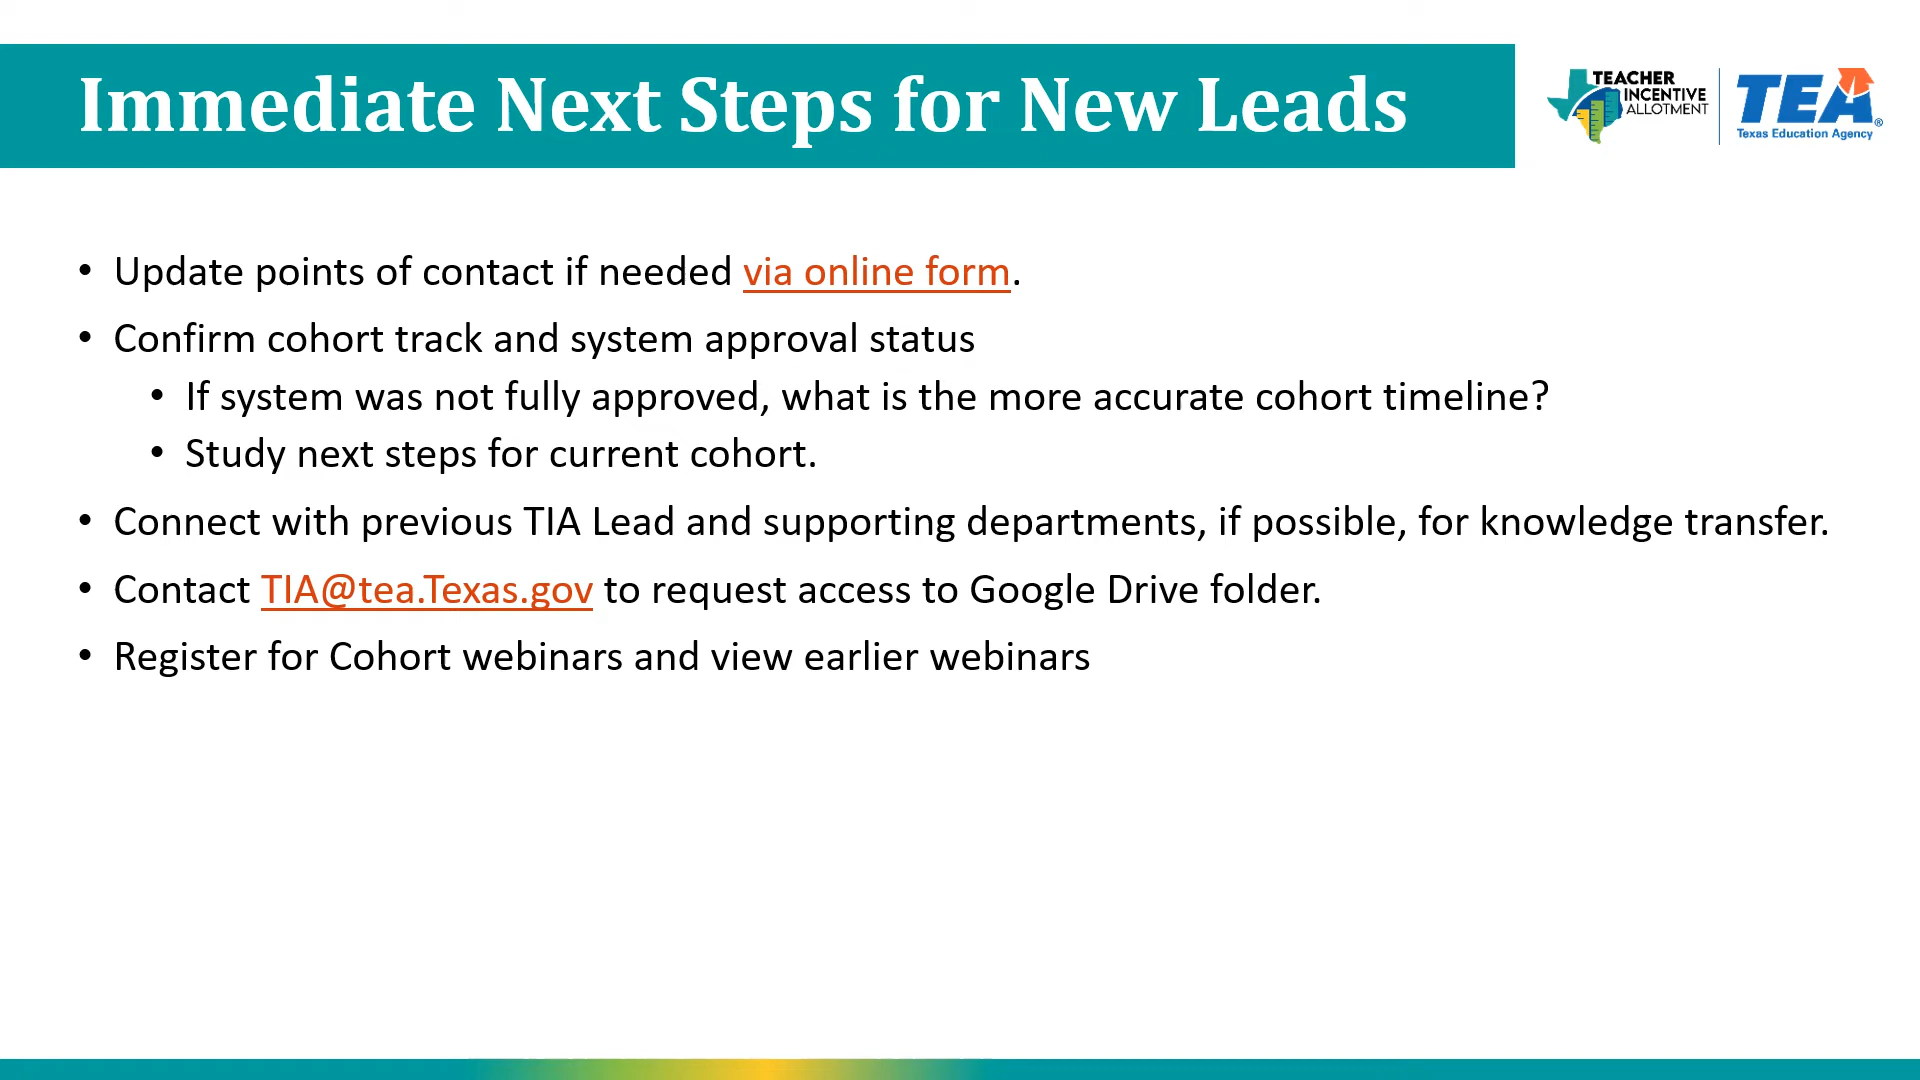 Immediate Next Steps for New Leads
TEACHER
INCENTIVE
ALLOTMENT
TEA®
Texas Education Agency
• Update points of contact if needed via online form.
• Confirm cohort track and system approval status
• If system was not fully approved, what is the more accurate cohort timeline?
• Study next steps for current cohort.
• Connect with previous TIA Lead and supporting departments, if possible, for knowledge transfer.
• Contact TIA@tea.Texas.gov to request access to Google Drive folder.
• Register for Cohort webinars and view earlier webinars